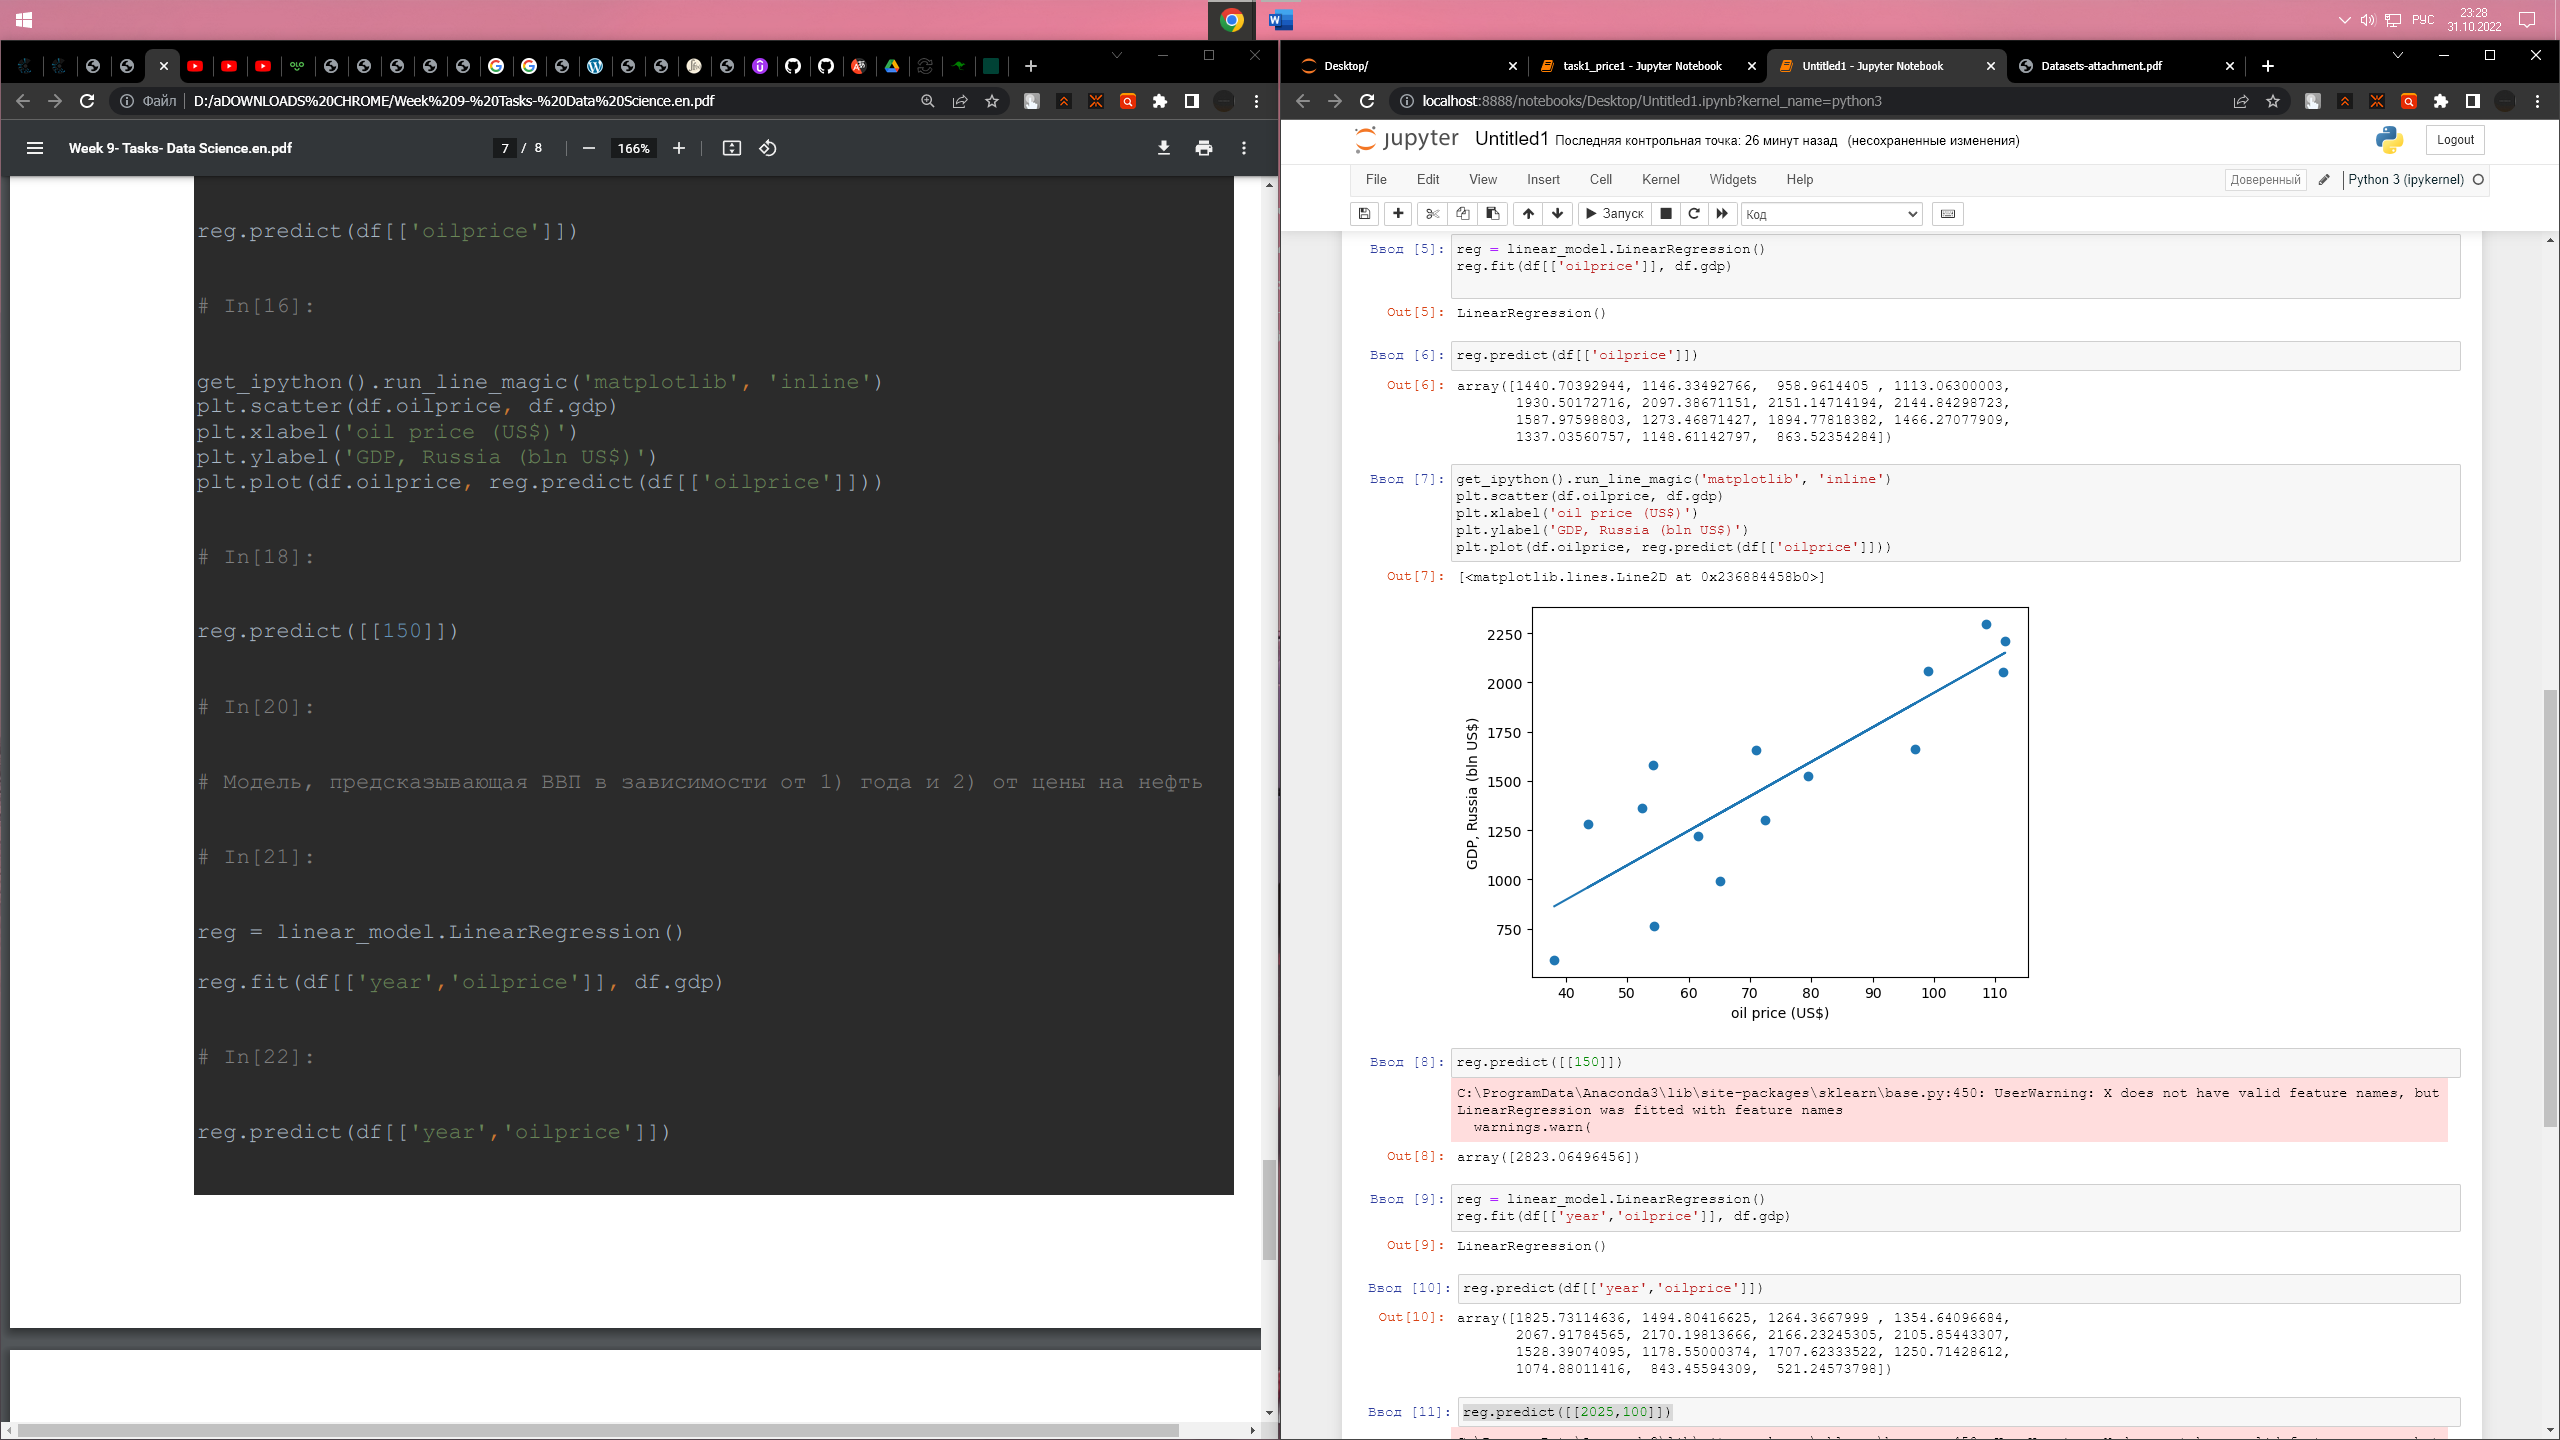 РУС
23:28
31.10.2022
Файл
D:/aDOWNLOADS%20CHROME/Week%209-%20Tasks-%20Data%20Science.en.pdf
Week 9- Tasks- Data Science.en.pdf
7 / 8
166%
reg.predict(df[['oilprice']])
# In[16]:
get_ipython().run_line_magic('matplotlib', 'inline')
plt.scatter(df.oilprice, df.gdp)
plt.xlabel('oil price (US$)')
plt.ylabel('GDP, Russia (bln US$)')
plt.plot(df.oilprice, reg.predict(df[['oilprice']]))
# In[18]:
reg.predict([[150]])
# In[20]:
# Модель, предсказывающая ВВП в зависимости от 1) года и 2) от цены на нефть
# In[21]:
reg = linear_model.LinearRegression()
reg.fit(df[['year','oilprice']], df.gdp)
# In[22]:
reg.predict(df[['year','oilprice']])
Desktop/
task1_price1 - Jupyter Notebook
Untitled1 - Jupyter Notebook
Datasets-attachment.pdf
localhost:8888/notebooks/Desktop/Untitled1.ipynb?kernel_name=python3
jupyter Untitled1 Последняя контрольная точка: 26 минут назад (несохраненные изменения)
Logout
File Edit View Insert Cell Kernel Widgets Help
Доверенный
Python 3 (ipykernel)
Запуск
Код
Ввод [5]: reg = linear_model.LinearRegression()
reg.fit(df[['oilprice']], df.gdp)
Out[5]: LinearRegression()
Ввод [6]: reg.predict(df[['oilprice']])
Out[6]: array([1440.70392944, 1146.33492766, 958.9614405 , 1113.06300003,
1930.50172716, 2097.38671151, 2151.14714194, 2144.84298723,
1587.97598803, 1273.46871427, 1894.77818382, 1466.27077909,
1337.03560757, 1148.61142797, 863.52354284])
Ввод [7]: get_ipython().run_line_magic('matplotlib', 'inline')
plt.scatter(df.oilprice, df.gdp)
plt.xlabel('oil price (US$)')
plt.ylabel('GDP, Russia (bln US$)')
plt.plot(df.oilprice, reg.predict(df[['oilprice']]))
Out[7]: [<matplotlib.lines.Line2D at 0x236884458b0>]
2250
2000
1750
1500
1250
1000
750
GDP, Russia (bln US$)
40 50 60 70 80 90 100 110
oil price (US$)
Ввод [8]: reg.predict([[150]])
C:\ProgramData\Anaconda3\lib\site-packages\sklearn\base.py:450: UserWarning: X does not have valid feature names, but
LinearRegression was fitted with feature names
warnings.warn(
Out[8]: array([2823.06496456])
Ввод [9]: reg = linear_model.LinearRegression()
reg.fit(df[['year','oilprice']], df.gdp)
Out[9]: LinearRegression()
Ввод [10]: reg.predict(df[['year','oilprice']])
Out[10]: array([1825.73114636, 1494.80416625, 1264.3667999 , 1354.64096684,
2067.91784565, 2170.19813666, 2166.23245305, 2105.85443307,
1528.39074095, 1178.55000374, 1707.62333522, 1250.71428612,
1074.88011416, 843.45594309, 521.24573798])
Ввод [11]: reg.predict([[2025,100]])